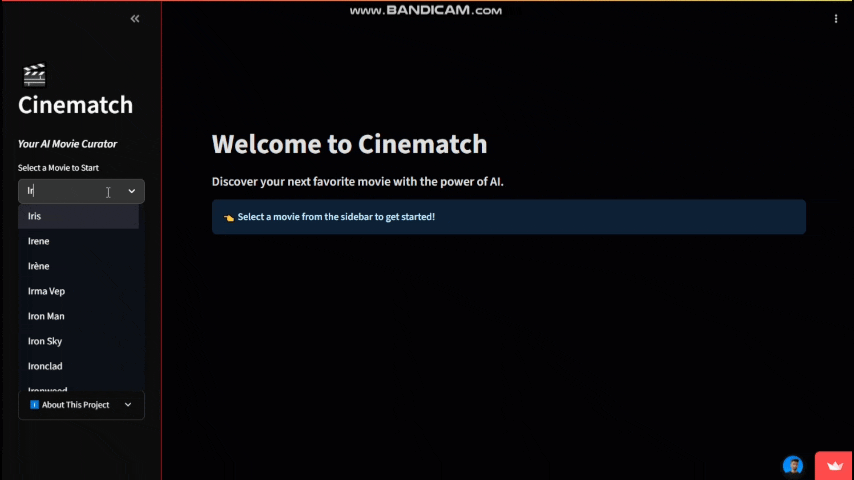 www.BANDICAM.com
Cinematch
Your AI Movie Curator
Select a Movie to Start
Ir
Iris
Irene
Irène
Irma Vep
Iron Man
Iron Sky
Ironclad
Ironweed
About This Project
Welcome to Cinematch
Discover your next favorite movie with the power of AI.
Select a movie from the sidebar to get started!